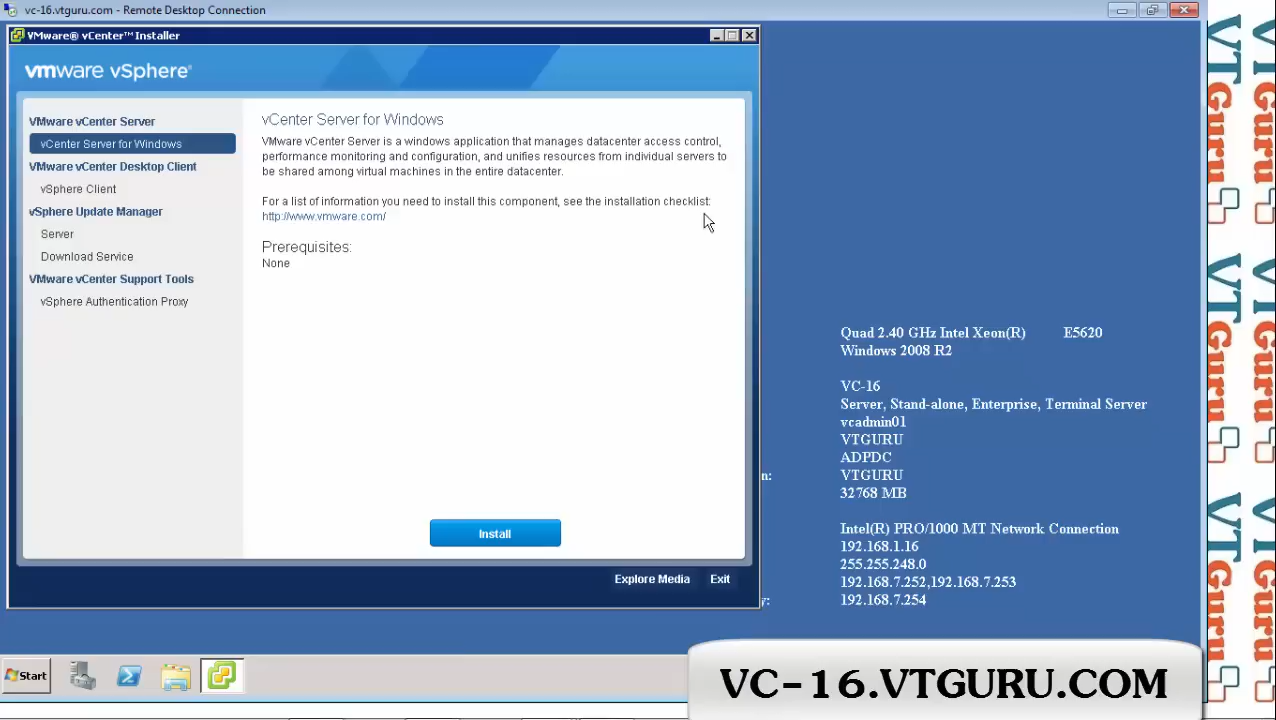 vc-16.vtguru.com - Remote Desktop Connection
VMware® vCenter™ Installer
vmware vSphere®
VMware vCenter Server
vCenter Server for Windows
VMware vCenter Desktop Client
vSphere Client
vSphere Update Manager
Server
Download Service
VMware vCenter Support Tools
vSphere Authentication Proxy
vCenter Server for Windows
VMware vCenter Server is a windows application that manages datacenter access control,
performance monitoring and configuration, and unifies resources from individual servers to
be shared among virtual machines in the entire datacenter.
For a list of information you need to install this component, see the installation checklist:
http://www.vmware.com/
Prerequisites:
None
Install
Explore Media
Exit
Quad 2.40 GHz Intel Xeon(R) E5620
Windows 2008 R2
VC-16
Server, Stand-alone, Enterprise, Terminal Server
vcadmin01
VTGURU
ADPDC
n: VTGURU
32768 MB
Intel(R) PRO/1000 MT Network Connection
192.168.1.16
255.255.248.0
192.168.7.252,192.168.7.253
y: 192.168.7.254
Start
VC-16.VTGURU.COM
VT
Guru
VT
Guru
VT
Guru